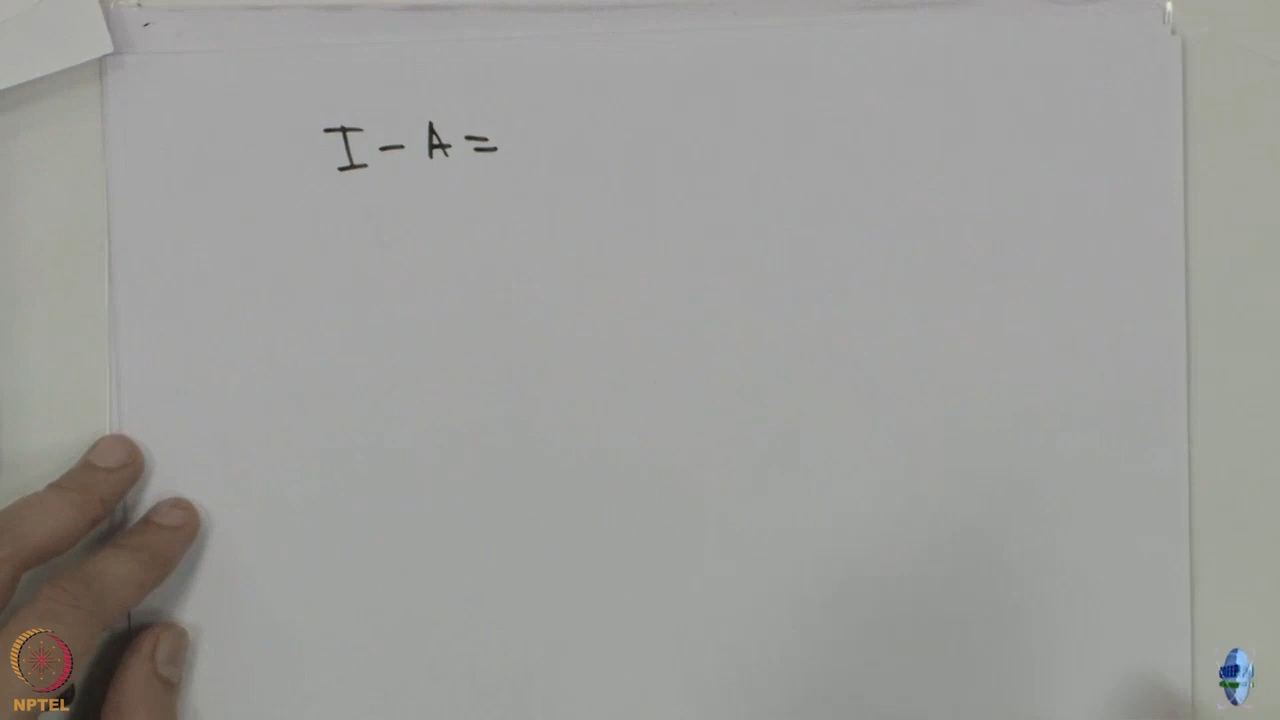 I - A =
NPTEL